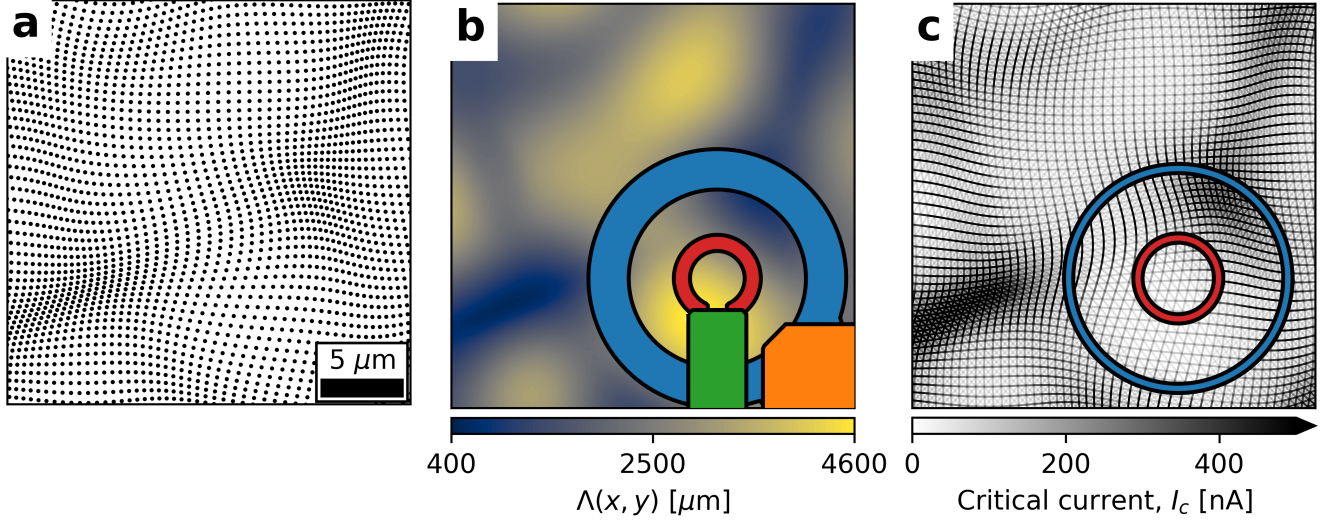 a
b
c
5 μm
400 2500 4600
Λ(x, y) [μm]
0 200 400
Critical current, I_c [nA]